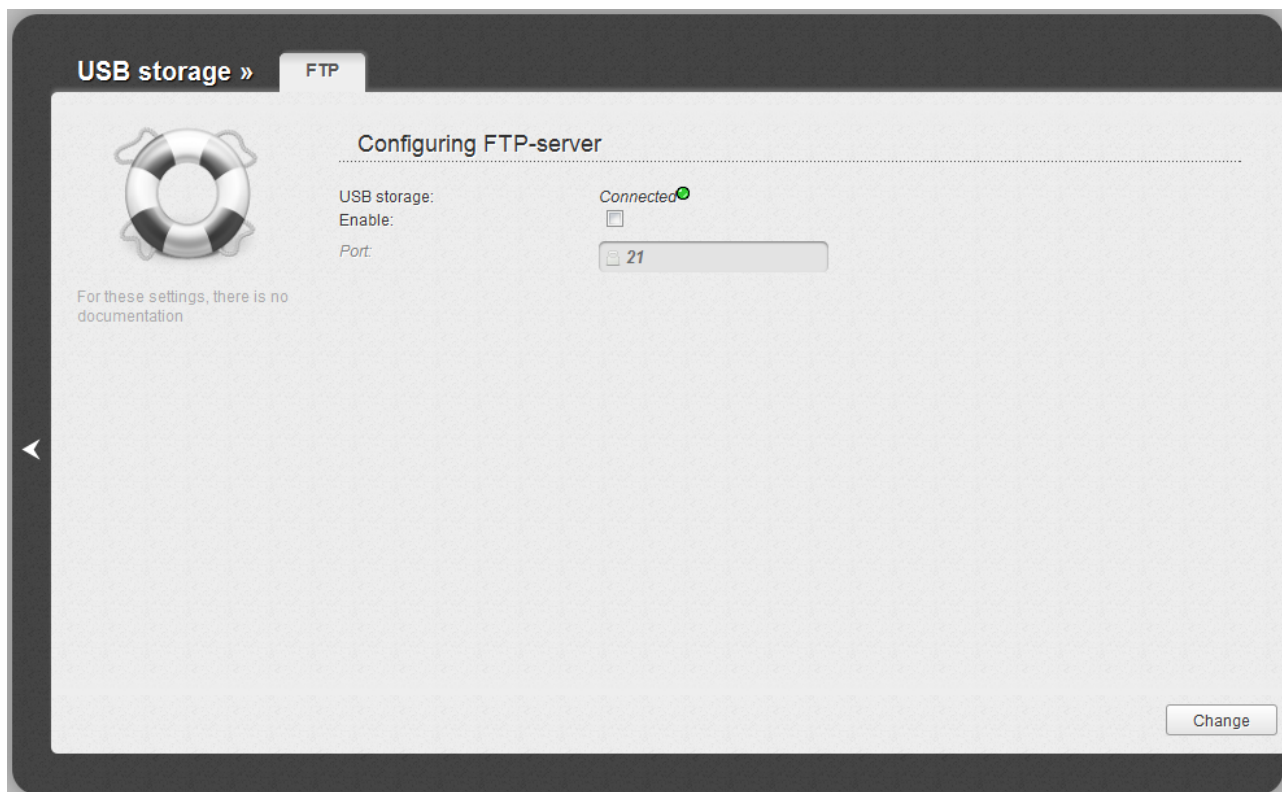 USB storage »
FTP
Configuring FTP-server
USB storage: Connected
Enable:
Port: 21
For these settings, there is no
documentation
Change